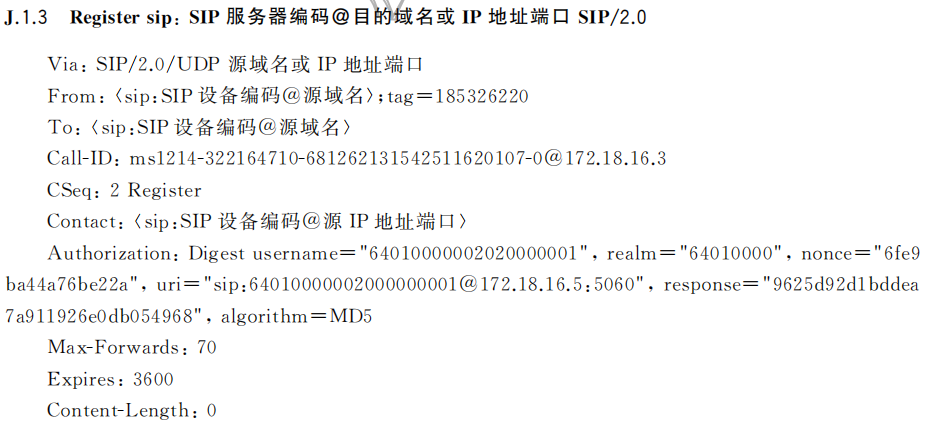 J.1.3 Register sip: SIP 服务器编码@目的域名或 IP 地址端口 SIP/2.0
Via: SIP/2.0/UDP 源域名或 IP 地址端口
From:〈sip:SIP 设备编码@源域名〉;tag=185326220
To:〈sip:SIP 设备编码@源域名〉
Call-ID: ms1214-322164710-681262131542511620107-0@172.18.16.3
CSeq: 2 Register
Contact:〈sip:SIP 设备编码@源 IP 地址端口〉
Authorization: Digest username="64010000002020000001", realm="64010000", nonce="6fe9
ba44a76be22a", uri="sip:64010000002000000001@172.18.16.5:5060", response="9625d92d1bddea
7a911926e0db054968", algorithm=MD5
Max-Forwards: 70
Expires: 3600
Content-Length: 0